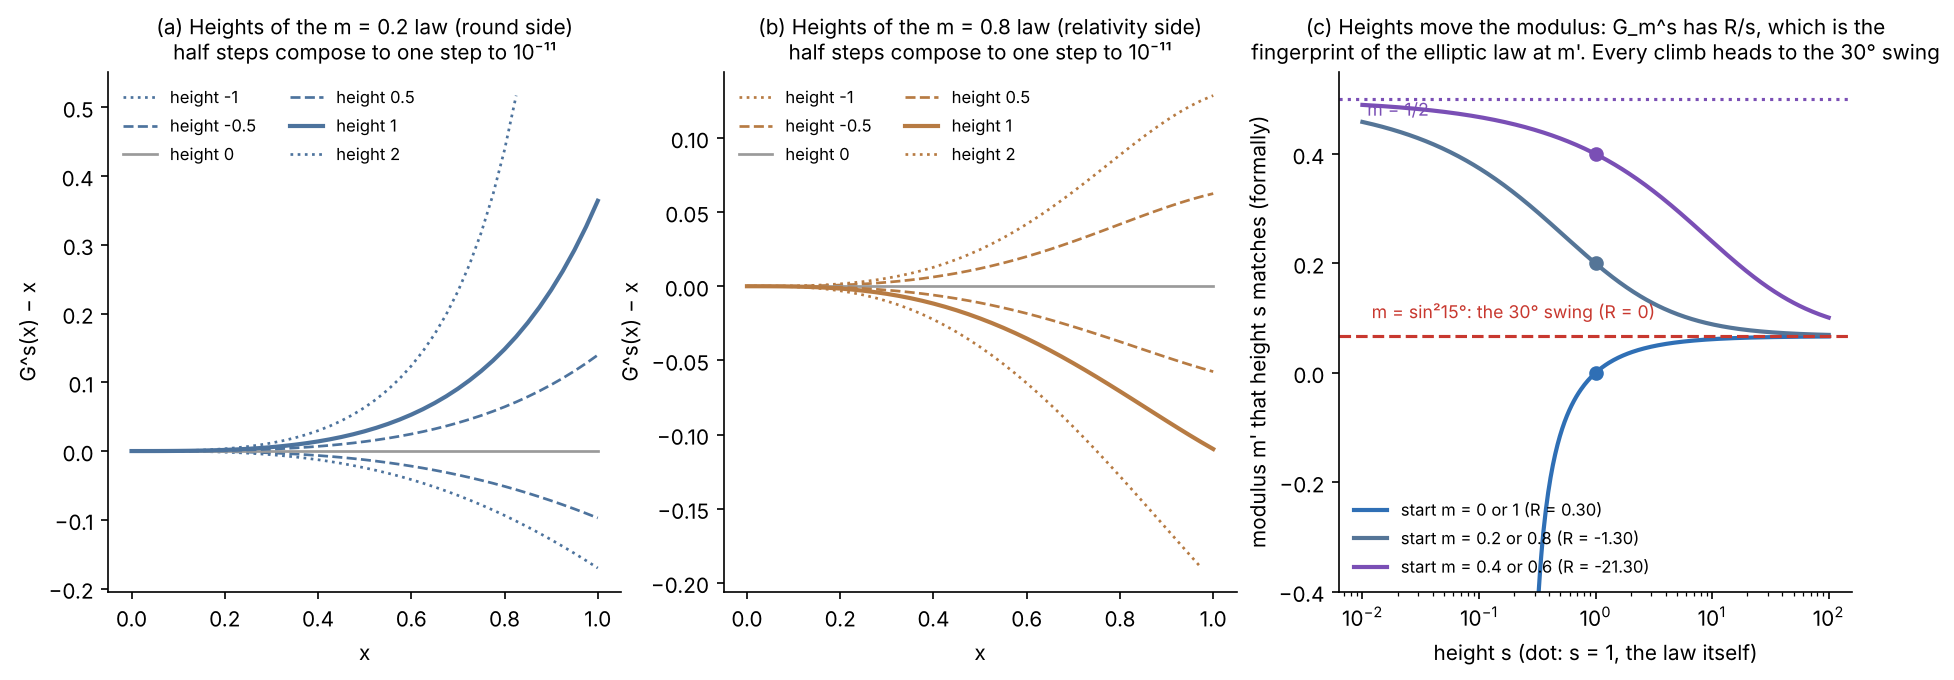 (a) Heights of the m = 0.2 law (round side)
half steps compose to one step to 10⁻¹¹
height -1
height -0.5
height 0
height 0.5
height 1
height 2
G^s(x) − x
0.5
0.4
0.3
0.2
0.1
0.0
−0.1
−0.2
0.0 0.2 0.4 0.6 0.8 1.0
x
(b) Heights of the m = 0.8 law (relativity side)
half steps compose to one step to 10⁻¹¹
height -1
height -0.5
height 0
height 0.5
height 1
height 2
G^s(x) − x
0.10
0.05
0.00
−0.05
−0.10
−0.15
−0.20
0.0 0.2 0.4 0.6 0.8 1.0
x
(c) Heights move the modulus: G_m^s has R/s, which is the
fingerprint of the elliptic law at m'. Every climb heads to the 30° swing
modulus m' that height s matches (formally)
0.4
0.2
0.0
−0.2
−0.4
m = 1/2
m = sin²15°: the 30° swing (R = 0)
start m = 0 or 1 (R = 0.30)
start m = 0.2 or 0.8 (R = -1.30)
start m = 0.4 or 0.6 (R = -21.30)
10⁻² 10⁻¹ 10⁰ 10¹ 10²
height s (dot: s = 1, the law itself)